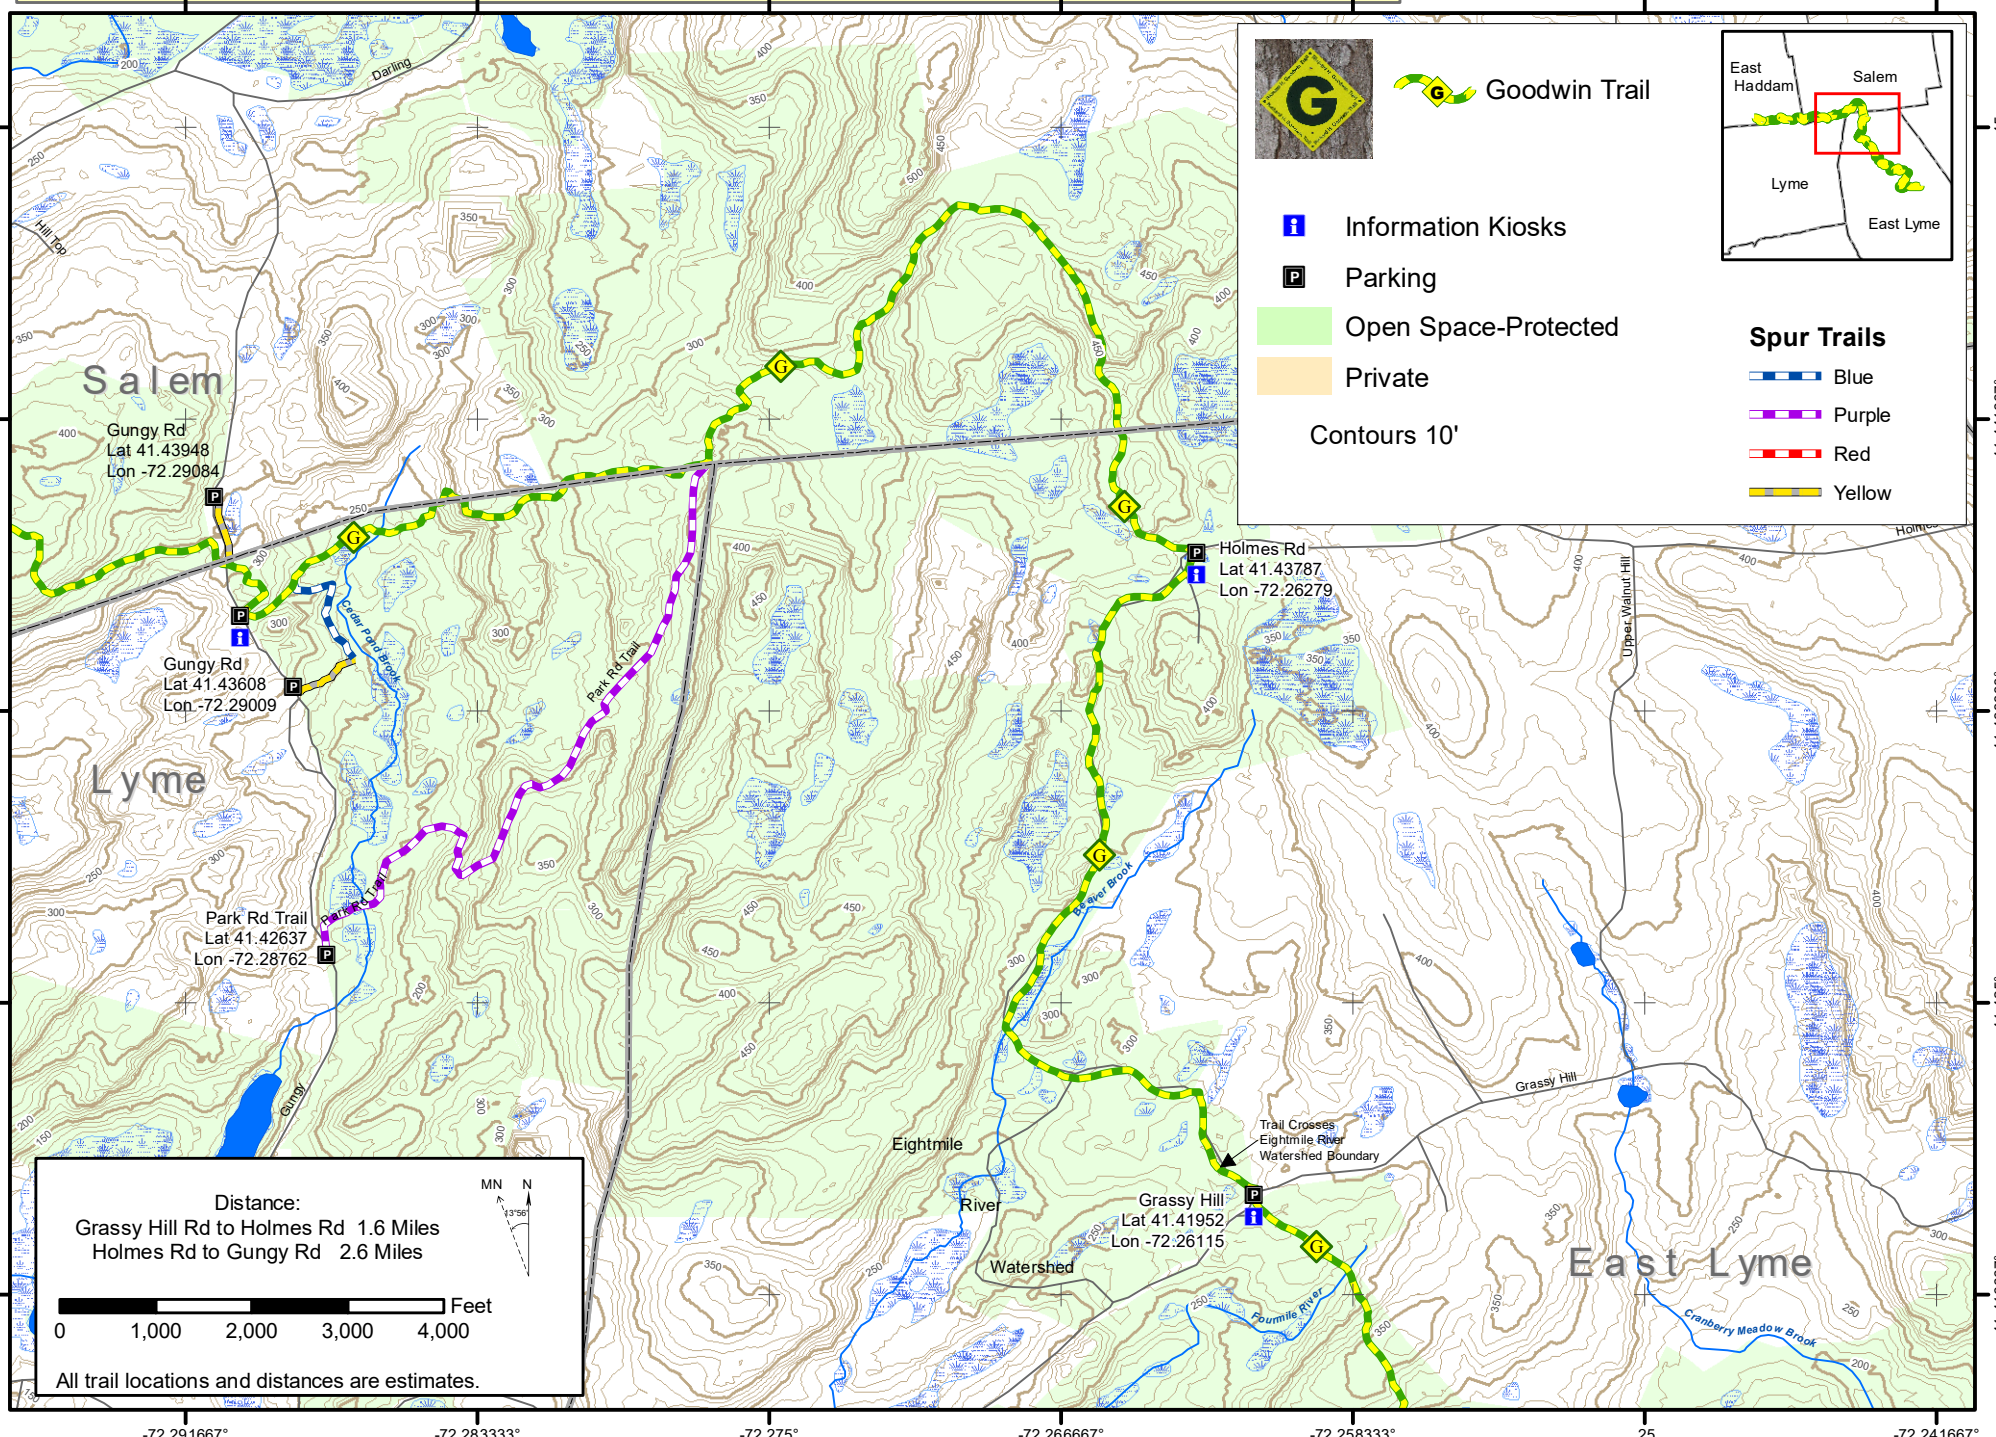 G
G Goodwin Trail
Information Kiosks
Parking
Open Space-Protected
Private
Contours 10'
Spur Trails
Blue
Purple
Red
Yellow
East
Haddam
Salem
Lyme
East Lyme
Darling
Hill Top
Salem
Gungy Rd
Lat 41.43948
Lon -72.29084
Gungy Rd
Lat 41.43608
Lon -72.29009
Cedar Pond Brook
Park Rd Trail
Lyme
Park Rd Trail
Park Rd Trail
Lat 41.42637
Lon -72.28762
Gungy
Holmes Rd
Lat 41.43787
Lon -72.26279
Holmes
Upper Walnut Hill
Beaver Brook
Grassy Hill
Trail Crosses
Eightmile River
Watershed Boundary
Eightmile
River
Watershed
Grassy Hill
Lat 41.41952
Lon -72.26115
Fourmile River
East Lyme
Cranberry Meadow Brook
MN N
13°56'
Distance:
Grassy Hill Rd to Holmes Rd 1.6 Miles
Holmes Rd to Gungy Rd 2.6 Miles
Feet
0 1,000 2,000 3,000 4,000
All trail locations and distances are estimates.
-72.291667° -72.283333° -72.275° -72.266667° -72.258333° 25 -72.241667°